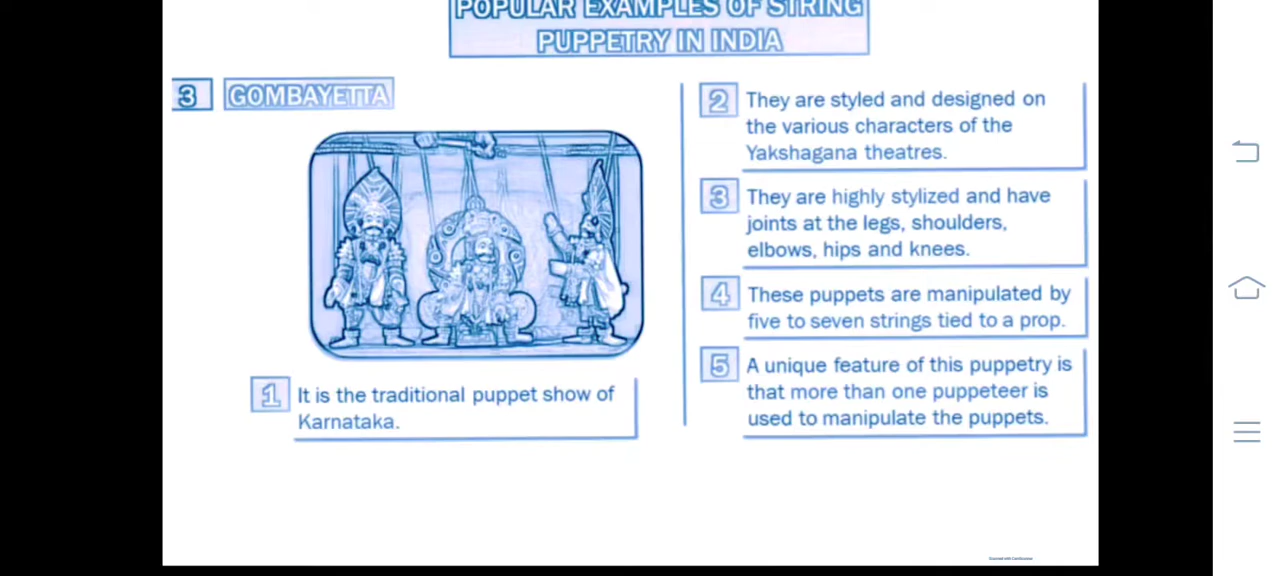 POPULAR EXAMPLES OF STRING
PUPPETRY IN INDIA
3 GOMBAYETTA
1 It is the traditional puppet show of
Karnataka.
2 They are styled and designed on
the various characters of the
Yakshagana theatres.
3 They are highly stylized and have
joints at the legs, shoulders,
elbows, hips and knees.
4 These puppets are manipulated by
five to seven strings tied to a prop.
5 A unique feature of this puppetry is
that more than one puppeteer is
used to manipulate the puppets.
Scanned with CamScanner